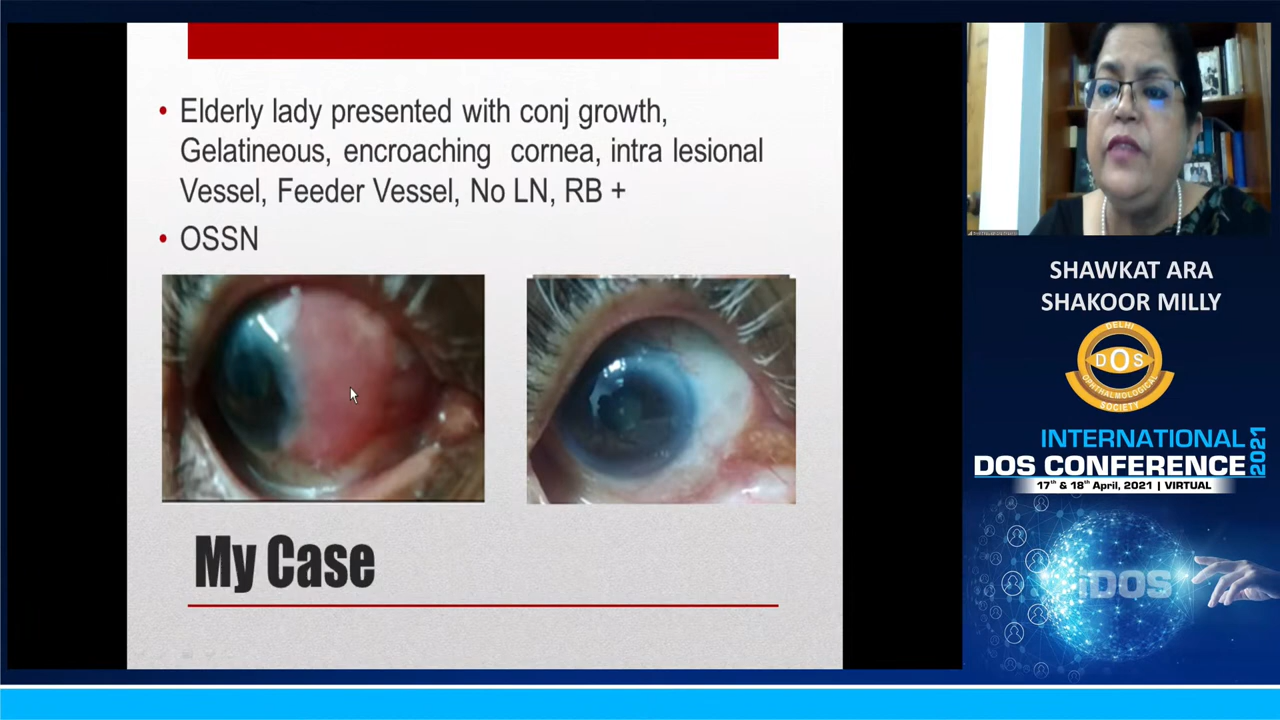 • Elderly lady presented with conj growth,
Gelatineous, encroaching cornea, intra lesional
Vessel, Feeder Vessel, No LN, RB +
• OSSN
My Case
SHAWKAT ARA
SHAKOOR MILLY
DELHI
DOS
OPHTHALMOLOGICAL
SOCIETY
INTERNATIONAL
DOS CONFERENCE
2021
17th & 18th April, 2021 | VIRTUAL
iDOS